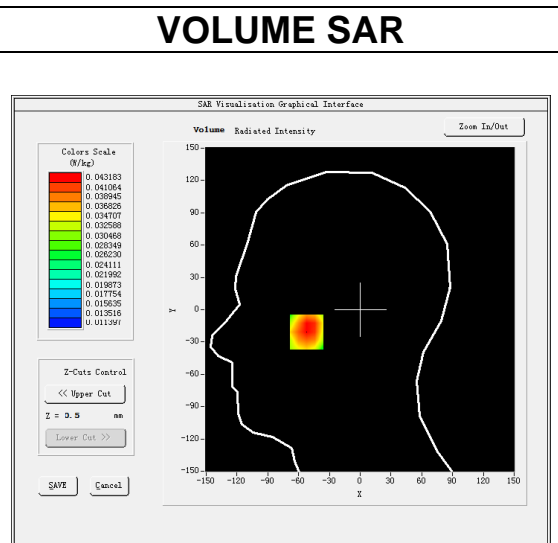 VOLUME SAR
SAR Visualisation Graphical Interface
Volume Radiated Intensity
Zoom In/Out
Colors Scale
(W/kg)
0.043183
0.041064
0.038945
0.036826
0.034707
0.032588
0.030468
0.028349
0.026230
0.024111
0.021992
0.019873
0.017754
0.015635
0.013516
0.011397
Z-Cuts Control
<< Upper Cut
Z = 0.5 mm
Lower Cut >>
SAVE Cancel
150
120
90
60
30
0
-30
-60
-90
-120
-150
Y
-150 -120 -90 -60 -30 0 30 60 90 120 150
X